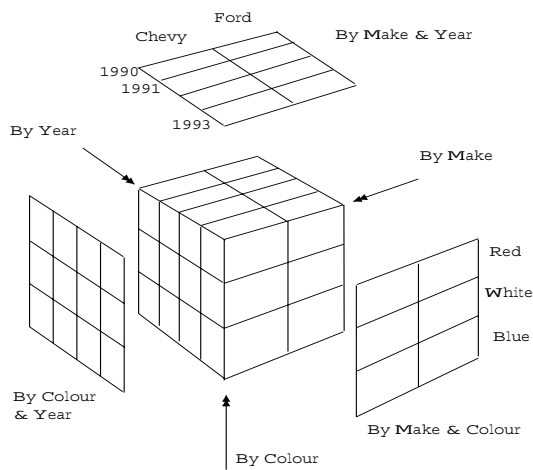 Ford
Chevy
By Make & Year
1990
1991
1993
By Year
By Make
Red
White
Blue
By Colour
& Year
By Make & Colour
By Colour